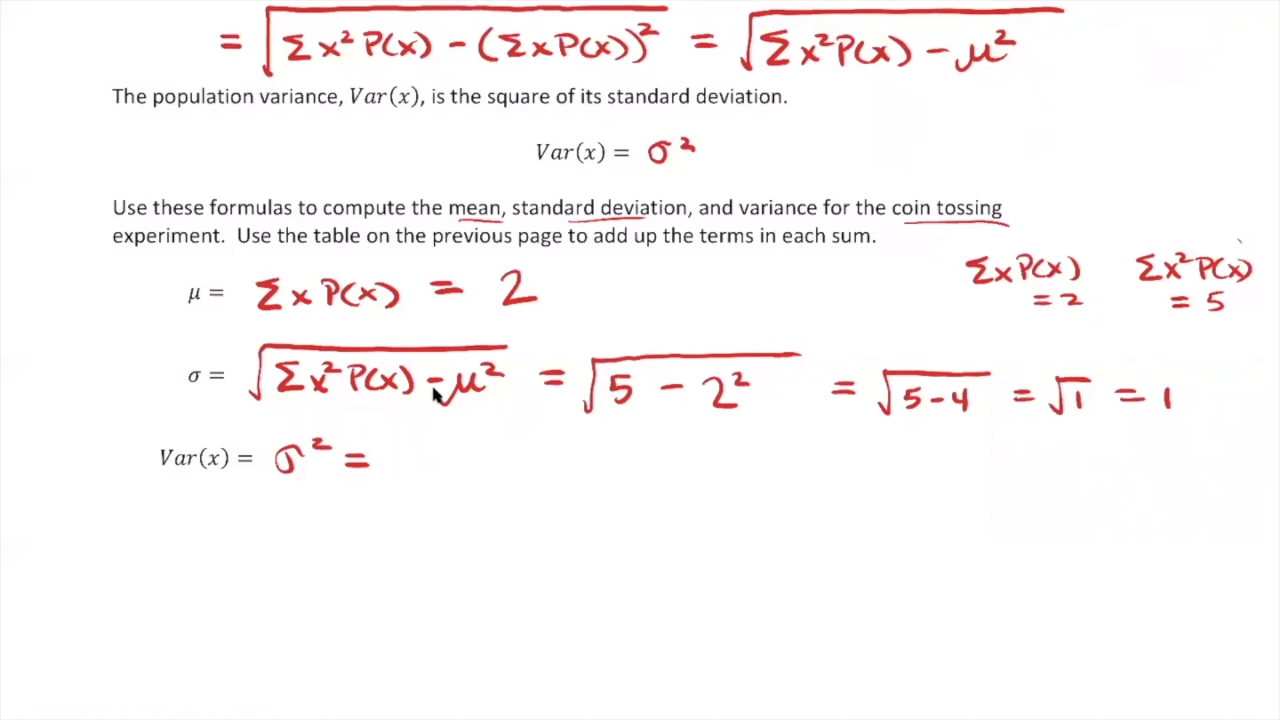 = √(Σx²P(x) - (ΣxP(x))²) = √(Σx²P(x) - μ²)
The population variance, Var(x), is the square of its standard deviation.
Var(x) = σ²
Use these formulas to compute the mean, standard deviation, and variance for the coin tossing
experiment. Use the table on the previous page to add up the terms in each sum.
ΣxP(x) = 2
Σx²P(x) = 5
μ = ΣxP(x) = 2
σ = √(Σx²P(x) - μ²) = √(5 - 2²) = √(5-4) = √1 = 1
Var(x) = σ² =